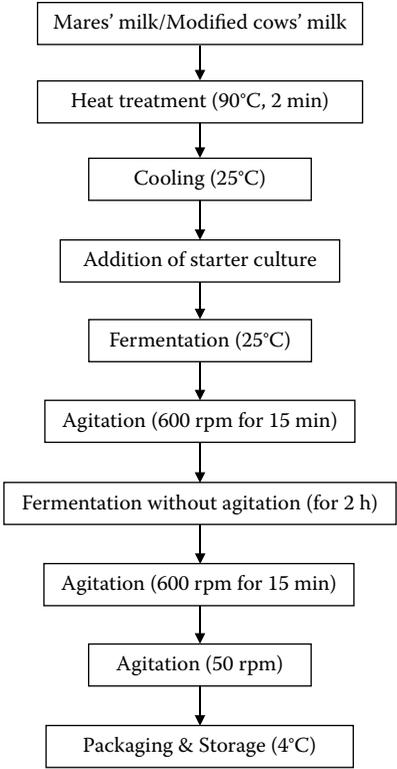 Mares’ milk/Modified cows’ milk
Heat treatment (90°C, 2 min)
Cooling (25°C)
Addition of starter culture
Fermentation (25°C)
Agitation (600 rpm for 15 min)
Fermentation without agitation (for 2 h)
Agitation (600 rpm for 15 min)
Agitation (50 rpm)
Packaging & Storage (4°C)